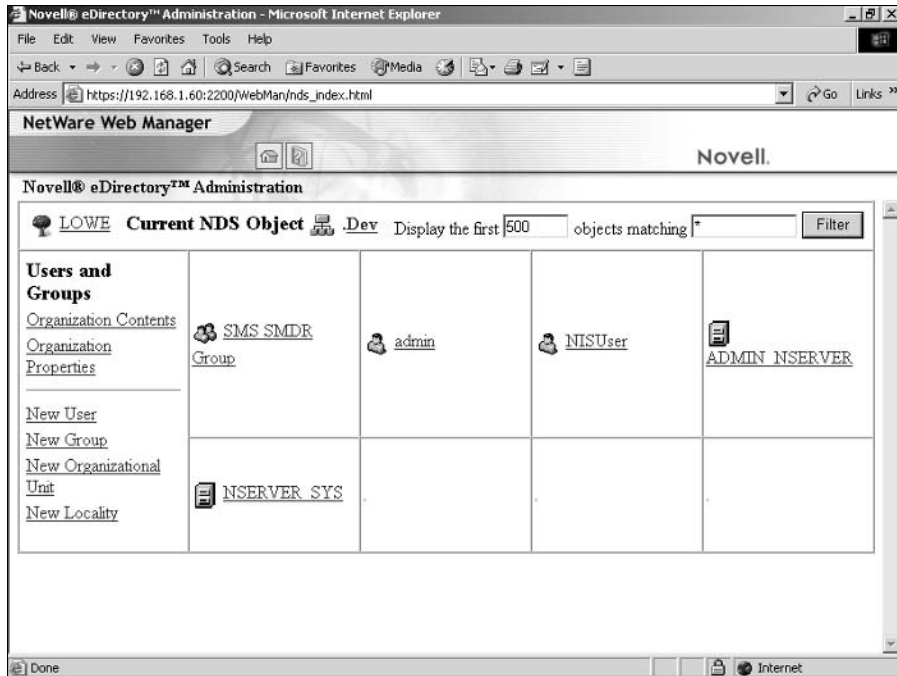 Novell® eDirectory™ Administration - Microsoft Internet Explorer
File Edit View Favorites Tools Help
Back Search Favorites Media
Address https://192.168.1.60:2200/WebMan/nds_index.html Go Links »
NetWare Web Manager
Novell.
Novell® eDirectory™ Administration
LOWE Current NDS Object .Dev Display the first 500 objects matching * Filter
Users and
Groups
Organization Contents
Organization
Properties
New User
New Group
New Organizational
Unit
New Locality
SMS SMDR
Group
admin
NISUser
ADMIN NSERVER
NSERVER SYS
.
.
.
Done Internet